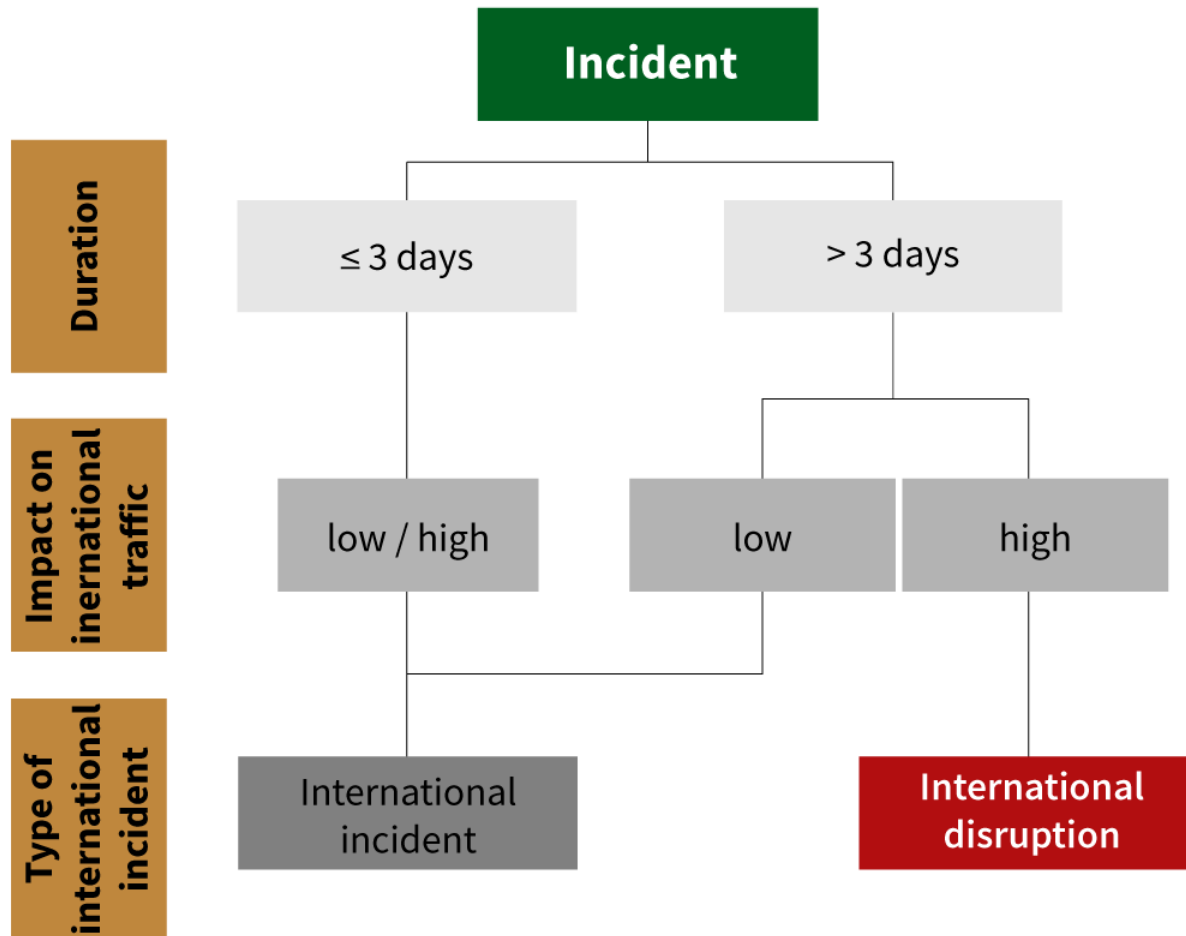 Incident
Duration
≤ 3 days
> 3 days
Impact on
inernational
traffic
low / high
low
high
Type of
international
incident
International
incident
International
disruption